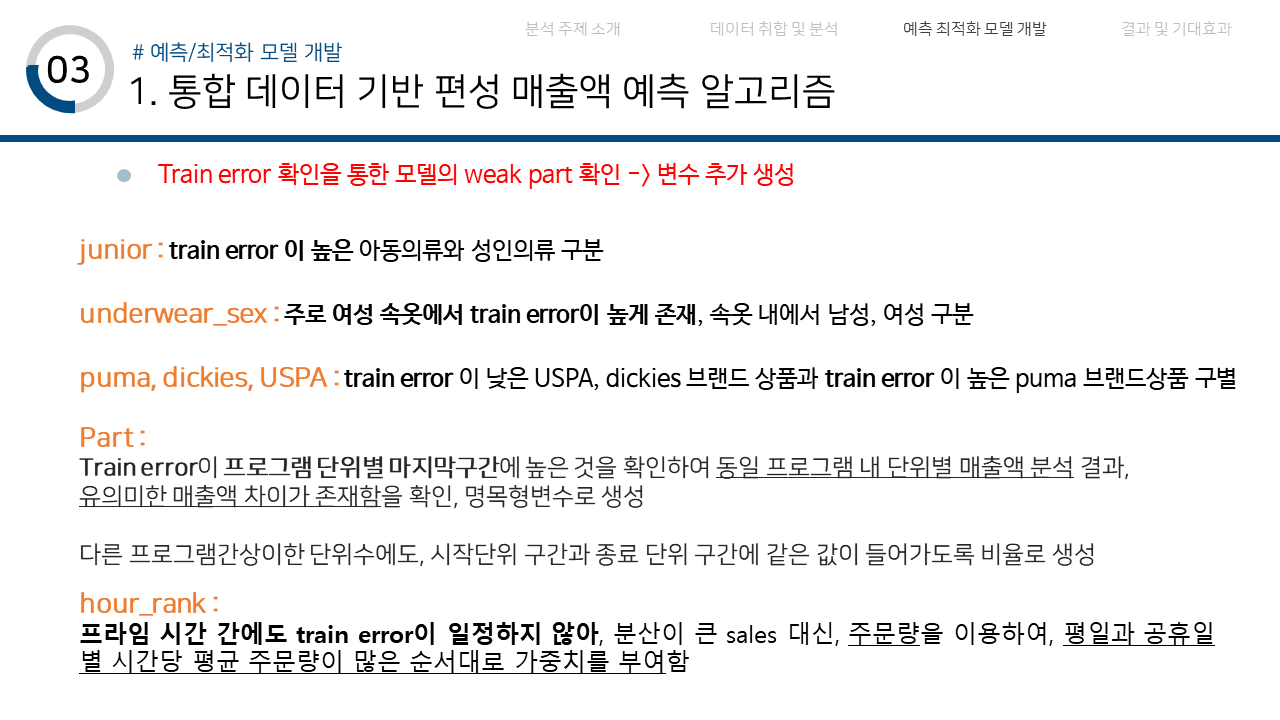 분석 주제 소개
데이터 취합 및 분석
예측 최적화 모델 개발
결과 및 기대효과
03
# 예측/최적화 모델 개발
1. 통합 데이터 기반 편성 매출액 예측 알고리즘
Train error 확인을 통한 모델의 weak part 확인 -> 변수 추가 생성
junior : train error 이 높은 아동의류와 성인의류 구분
underwear_sex : 주로 여성 속옷에서 train error이 높게 존재, 속옷 내에서 남성, 여성 구분
puma, dickies, USPA : train error 이 낮은 USPA, dickies 브랜드 상품과 train error 이 높은 puma 브랜드상품 구별
Part :
Train error이 프로그램 단위별 마지막구간에 높은 것을 확인하여 동일 프로그램 내 단위별 매출액 분석 결과,
유의미한 매출액 차이가 존재함을 확인, 명목형변수로 생성
다른 프로그램간상이한 단위수에도, 시작단위 구간과 종료 단위 구간에 같은 값이 들어가도록 비율로 생성
hour_rank :
프라임 시간 간에도 train error이 일정하지 않아, 분산이 큰 sales 대신, 주문량을 이용하여, 평일과 공휴일
별 시간당 평균 주문량이 많은 순서대로 가중치를 부여함